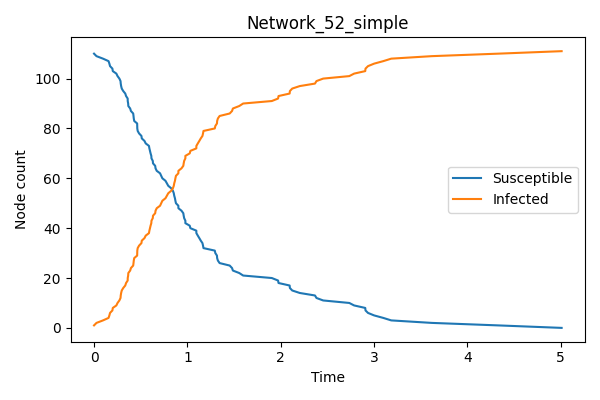 Network_52_simple
Node count
100
80
60
40
20
0
Susceptible
Infected
0 1 2 3 4 5
Time